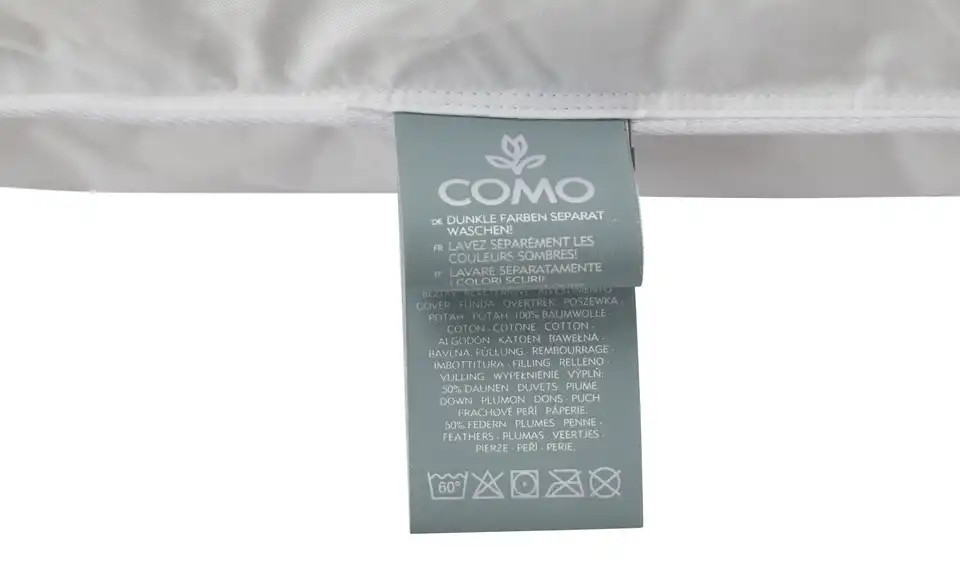 COMO
DE DUNKLE FARBEN SEPARAT
WASCHEN!
FR LAVEZ SÉPARÉMENT LES
COULEURS SOMBRES!
IT LAVARE SEPARATAMENTE
I COLORI SCURI!
COVER · FUNDA · OVERTREK · POSZEWKA ·
POTAH · POTAH: 100% BAUMWOLLE ·
COTON · COTONE · COTTON ·
ALGODÓN · KATOEN · BAWEŁNA ·
BAVLNA. FÜLLUNG · REMBOURRAGE ·
IMBOTTITURA · FILLING · RELLENO ·
VULLING · WYPEŁNIENIE · VÝPLŇ:
50% DAUNEN · DUVETS · PIUME ·
DOWN · PLUMÓN · DONS · PUCH ·
PRACHOVÉ PEŘÍ · PÁPERIE.
50% FEDERN · PLUMES · PENNE ·
FEATHERS · PLUMAS · VEERTJES ·
PIERZE · PEŘÍ · PERIE.
60°